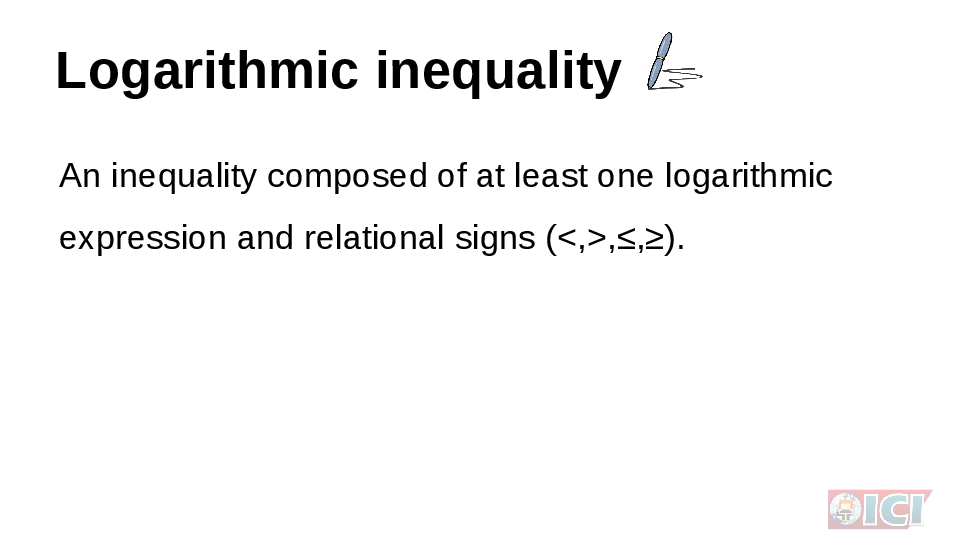 Logarithmic inequality
An inequality composed of at least one logarithmic
expression and relational signs (<,>,≤,≥).
ICI